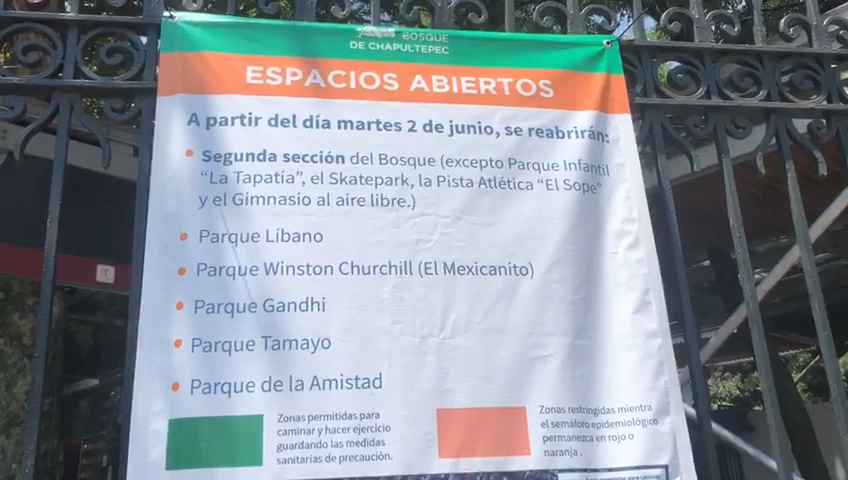 BOSQUE
DE CHAPULTEPEC
ESPACIOS ABIERTOS
A partir del día martes 2 de junio, se reabrirán:
• Segunda sección del Bosque (excepto Parque Infantil
“La Tapatía”, el Skatepark, la Pista Atlética “El Sope”
y el Gimnasio al aire libre.)
• Parque Líbano
• Parque Winston Churchill (El Mexicanito)
• Parque Gandhi
• Parque Tamayo
• Parque de la Amistad
Zonas permitidas para
caminar y hacer ejercicio
guardando las medidas
sanitarias de precaución.
Zonas restringidas mientra
el semáforo epidemiológico
permanezca en rojo o
naranja .